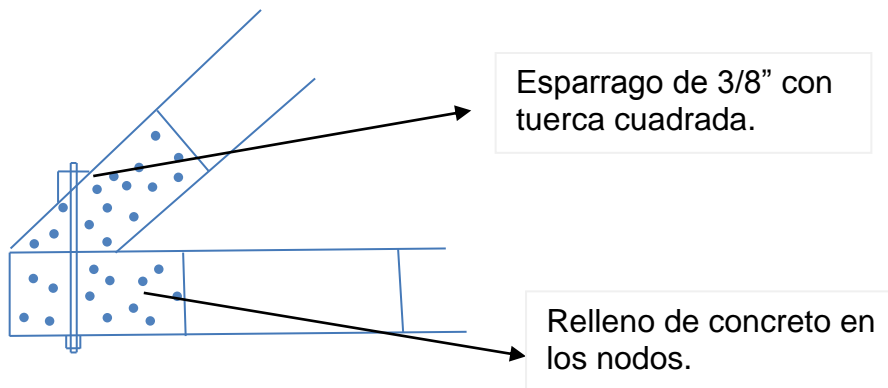 Esparrago de 3/8” con
tuerca cuadrada.
Relleno de concreto en
los nodos.